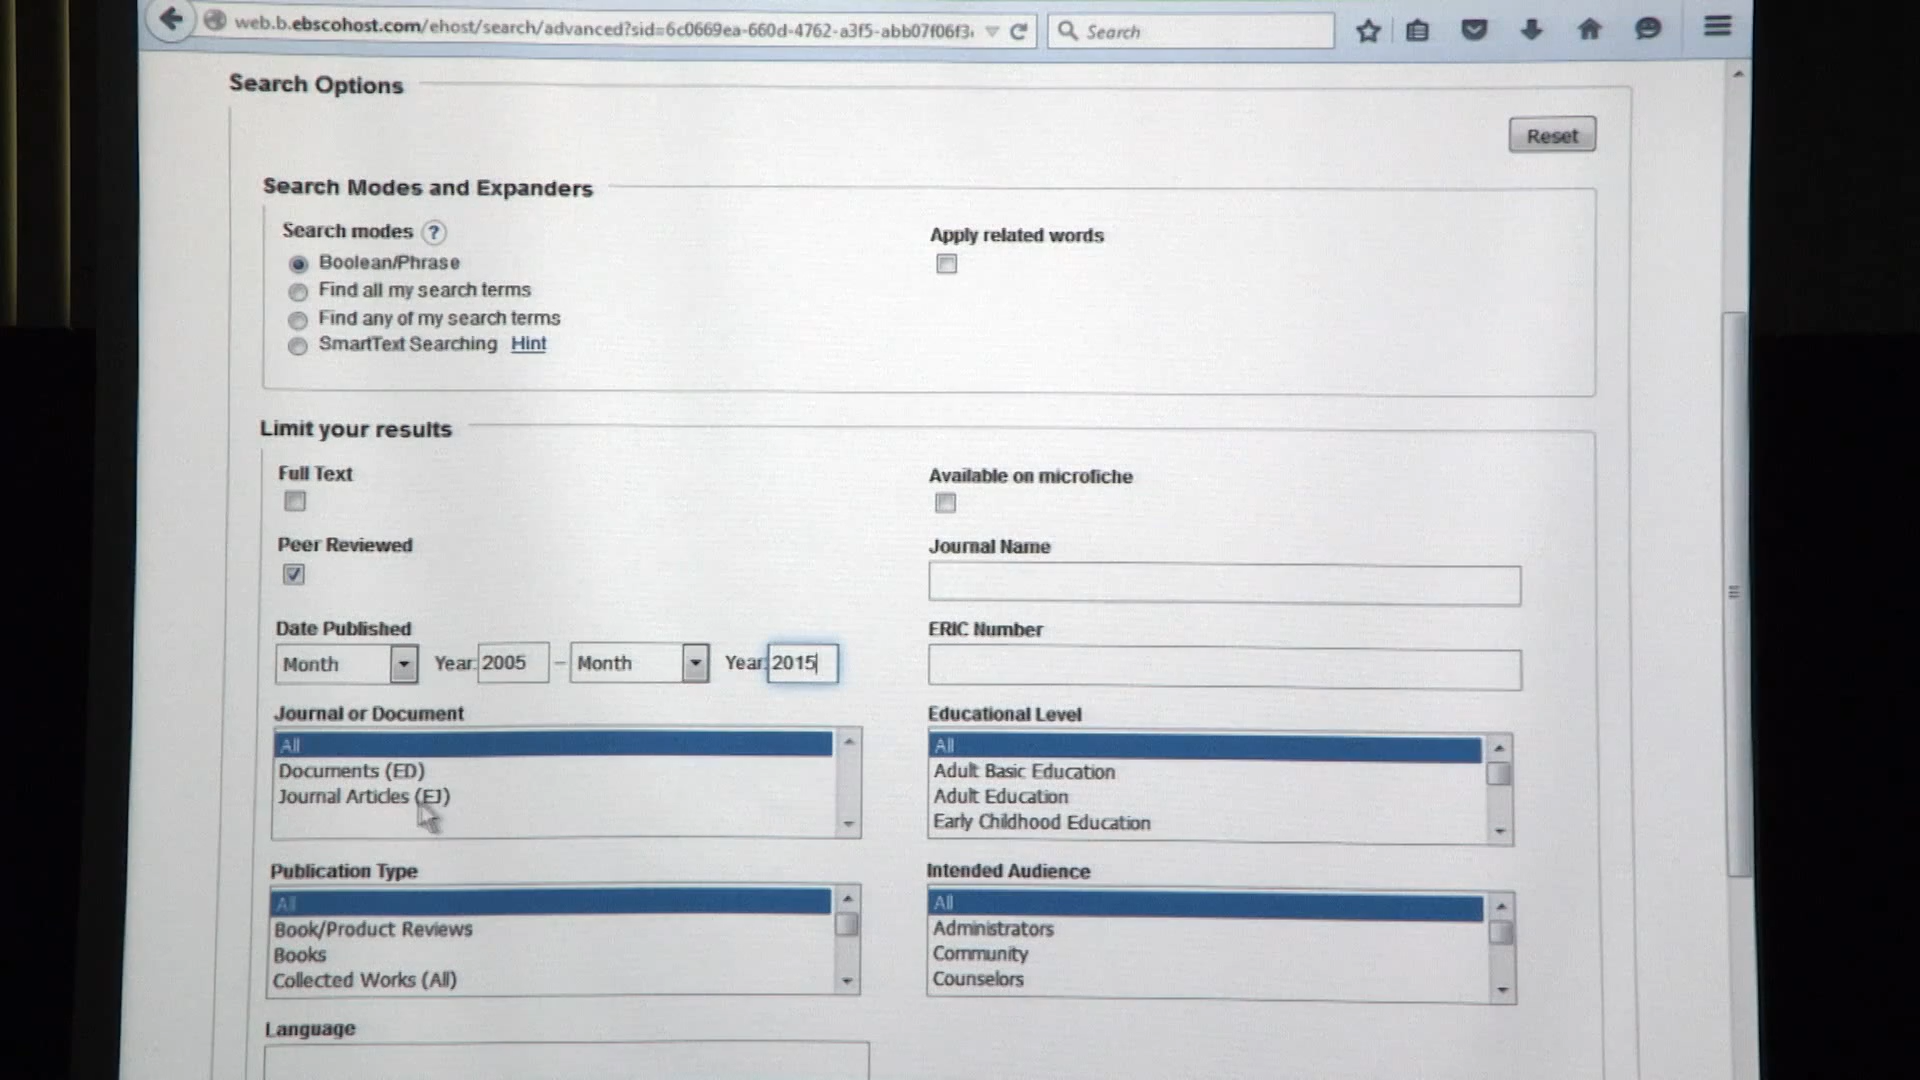 web.b.ebscohost.com/ehost/search/advanced?sid=6c0669ea-660d-4762-a3f5-abb07f06f3
Search
Search Options
Reset
Search Modes and Expanders
Search modes ?
Apply related words
Boolean/Phrase
Find all my search terms
Find any of my search terms
SmartText Searching Hint
Limit your results
Full Text
Available on microfiche
Peer Reviewed
Journal Name
Date Published
ERIC Number
Month Year: 2005 – Month Year: 2015
Journal or Document
Educational Level
All
Documents (ED)
Journal Articles (EJ)
All
Adult Basic Education
Adult Education
Early Childhood Education
Publication Type
Intended Audience
All
Book/Product Reviews
Books
Collected Works (All)
All
Administrators
Community
Counselors
Language